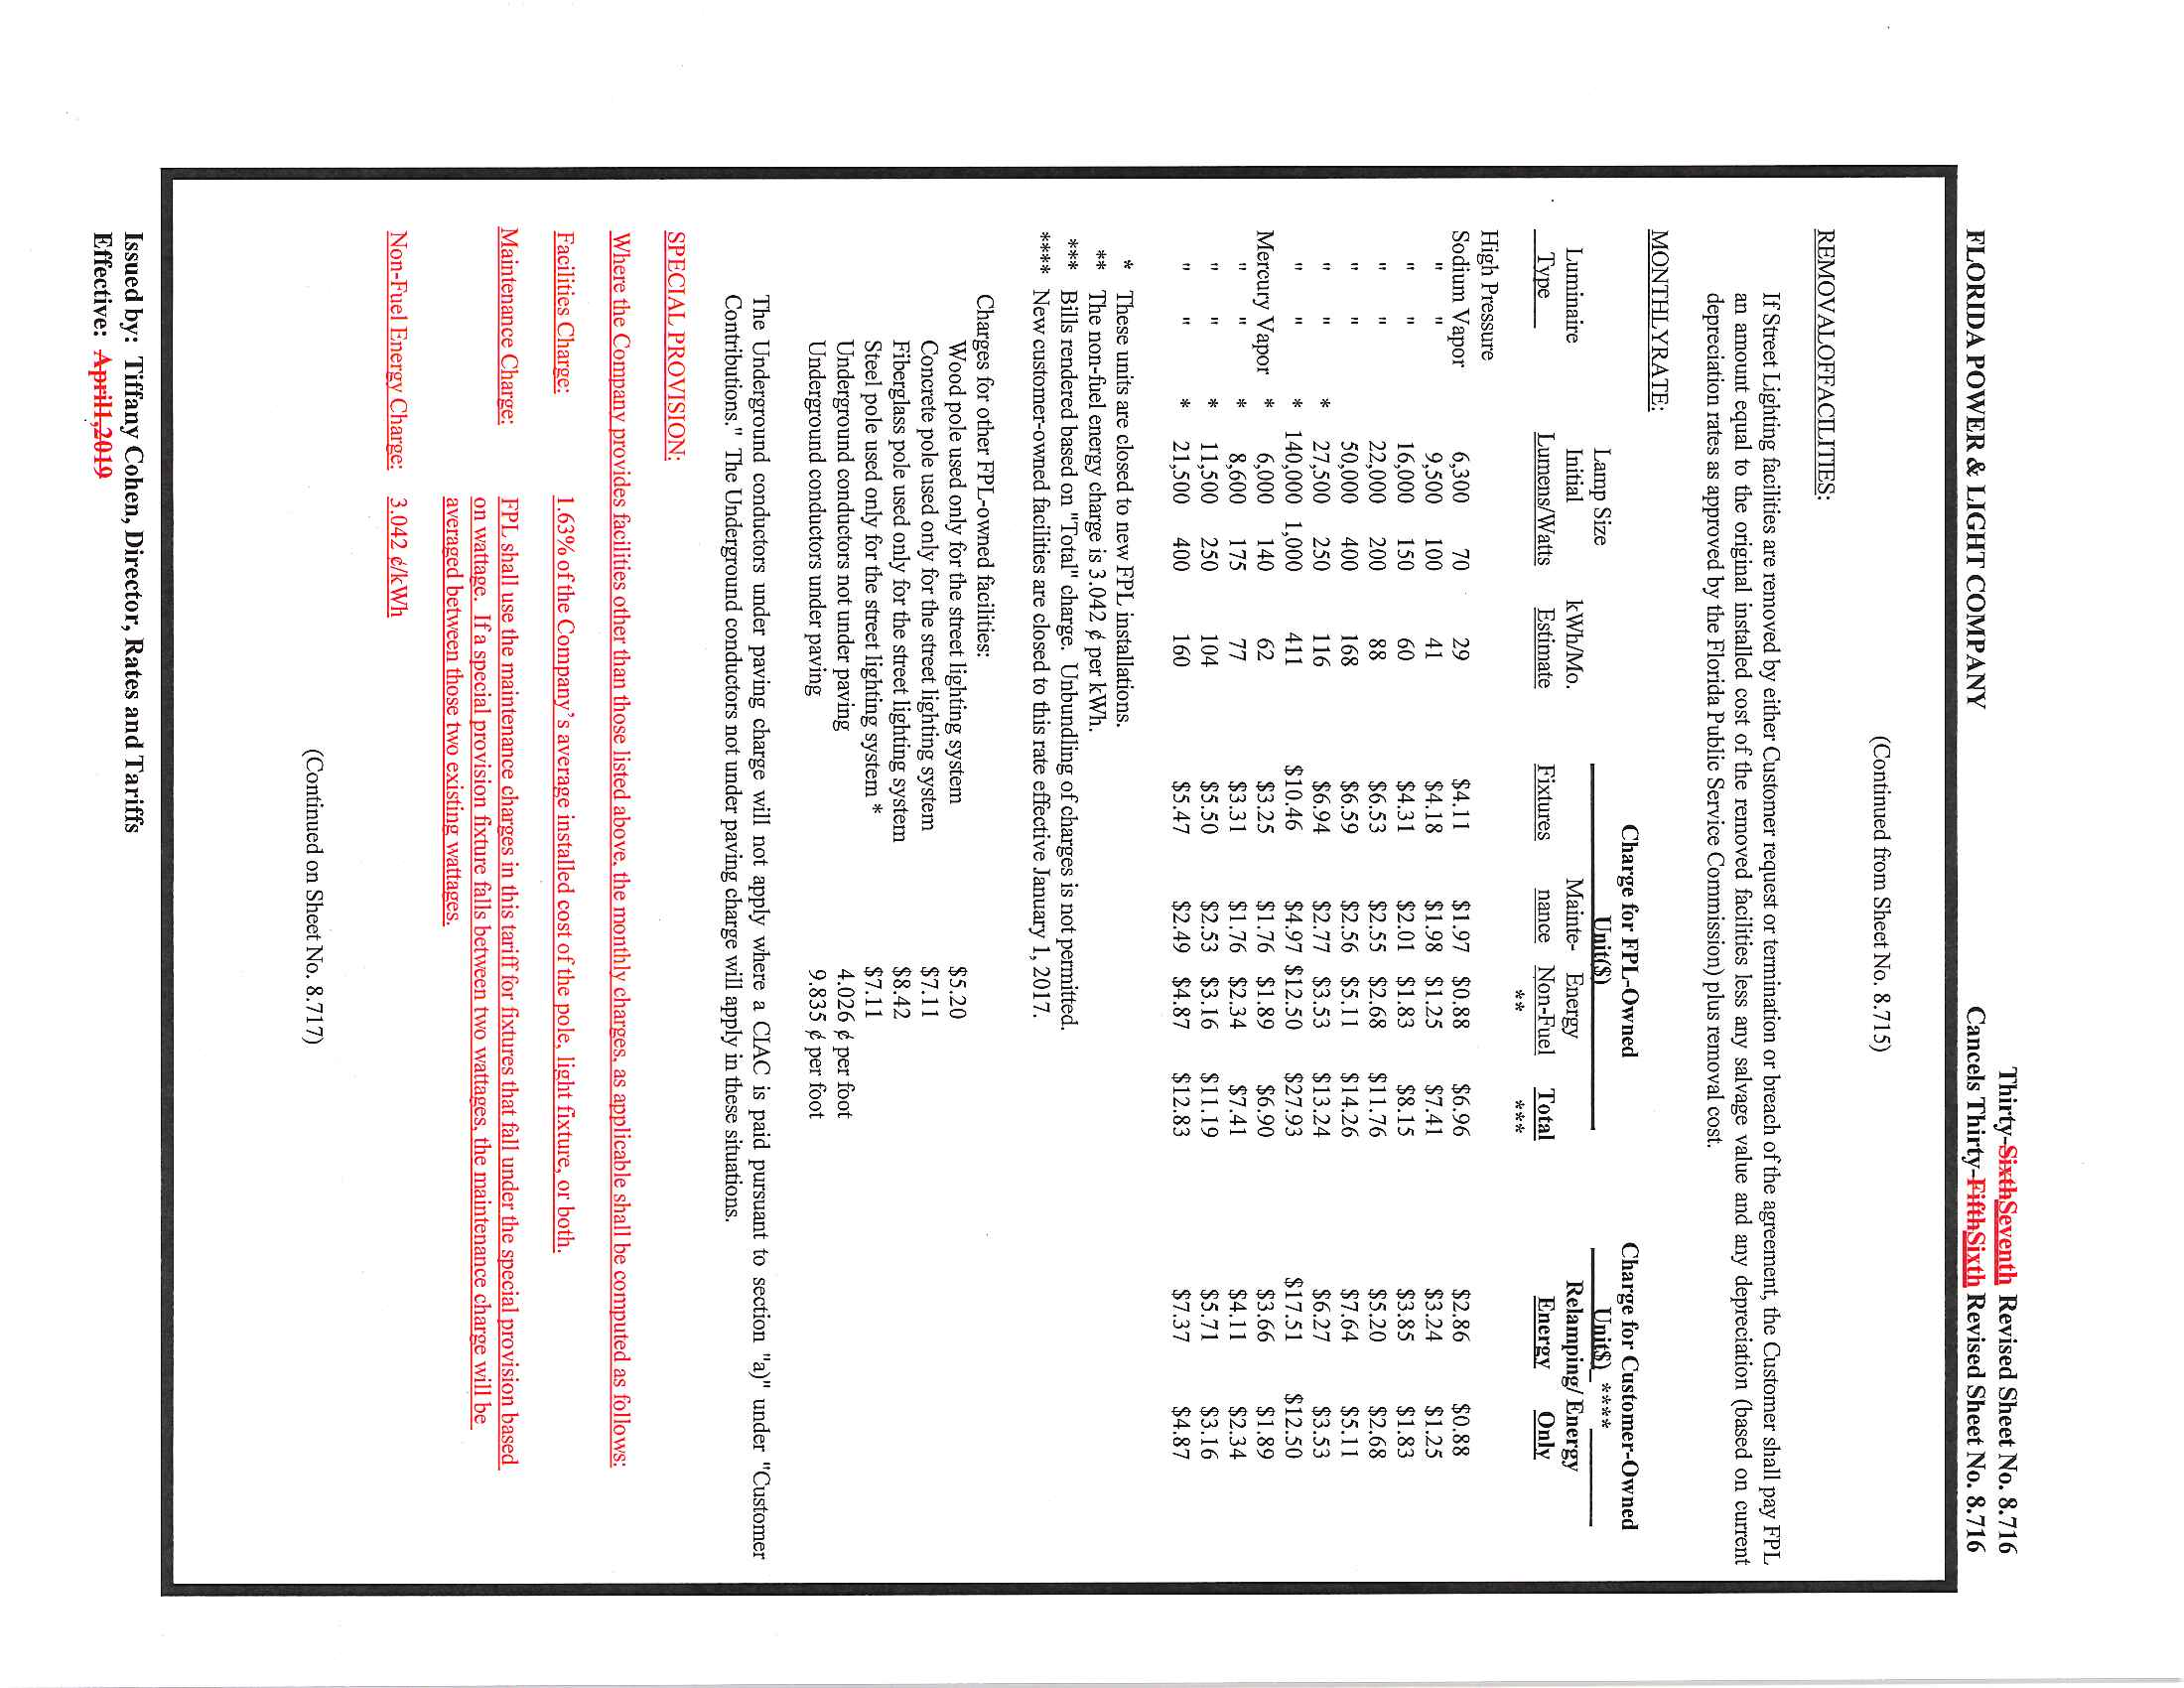 Thirty-SixthSeventh Revised Sheet No. 8.716
FLORIDA POWER & LIGHT COMPANY Cancels Thirty-FifthSixth Revised Sheet No. 8.716
(Continued from Sheet No. 8.715)
REMOVALOFFACILITIES:
If Street Lighting facilities are removed by either Customer request or termination or breach of the agreement, the Customer shall pay FPL
an amount equal to the original installed cost of the removed facilities less any salvage value and any depreciation (based on current
depreciation rates as approved by the Florida Public Service Commission) plus removal cost.
MONTHLYRATE:
Charge for FPL-Owned Charge for Customer-Owned
Lamp Size Unit($) Unit$) ****
Luminaire Initial kWh/Mo. Mainte- Energy Relamping/ Energy
Type Lumens/Watts Estimate Fixtures nance Non-Fuel Total Energy Only
** ***
High Pressure
Sodium Vapor 6,300 70 29 $4.11 $1.97 $0.88 $6.96 $2.86 $0.88
" " 9,500 100 41 $4.18 $1.98 $1.25 $7.41 $3.24 $1.25
" " 16,000 150 60 $4.31 $2.01 $1.83 $8.15 $3.85 $1.83
" " 22,000 200 88 $6.53 $2.55 $2.68 $11.76 $5.20 $2.68
" " 50,000 400 168 $6.59 $2.56 $5.11 $14.26 $7.64 $5.11
" " * 27,500 250 116 $6.94 $2.77 $3.53 $13.24 $6.27 $3.53
" " * 140,000 1,000 411 $10.46 $4.97 $12.50 $27.93 $17.51 $12.50
Mercury Vapor * 6,000 140 62 $3.25 $1.76 $1.89 $6.90 $3.66 $1.89
" " * 8,600 175 77 $3.31 $1.76 $2.34 $7.41 $4.11 $2.34
" " * 11,500 250 104 $5.50 $2.53 $3.16 $11.19 $5.71 $3.16
" " * 21,500 400 160 $5.47 $2.49 $4.87 $12.83 $7.37 $4.87
* These units are closed to new FPL installations.
** The non-fuel energy charge is 3.042 ¢ per kWh.
*** Bills rendered based on "Total" charge. Unbundling of charges is not permitted.
**** New customer-owned facilities are closed to this rate effective January 1, 2017.
Charges for other FPL-owned facilities:
Wood pole used only for the street lighting system $5.20
Concrete pole used only for the street lighting system $7.11
Fiberglass pole used only for the street lighting system $8.42
Steel pole used only for the street lighting system * $7.11
Underground conductors not under paving 4.026 ¢ per foot
Underground conductors under paving 9.835 ¢ per foot
The Underground conductors under paving charge will not apply where a CIAC is paid pursuant to section "a)" under "Customer
Contributions." The Underground conductors not under paving charge will apply in these situations.
SPECIAL PROVISION:
Where the Company provides facilities other than those listed above, the monthly charges, as applicable shall be computed as follows:
Facilities Charge: 1.63% of the Company's average installed cost of the pole, light fixture, or both.
Maintenance Charge: FPL shall use the maintenance charges in this tariff for fixtures that fall under the special provision based
on wattage. If a special provision fixture falls between two wattages, the maintenance charge will be
averaged between those two existing wattages.
Non-Fuel Energy Charge: 3.042 ¢/kWh
(Continued on Sheet No. 8.717)
Issued by: Tiffany Cohen, Director, Rates and Tariffs
Effective: April1,2019